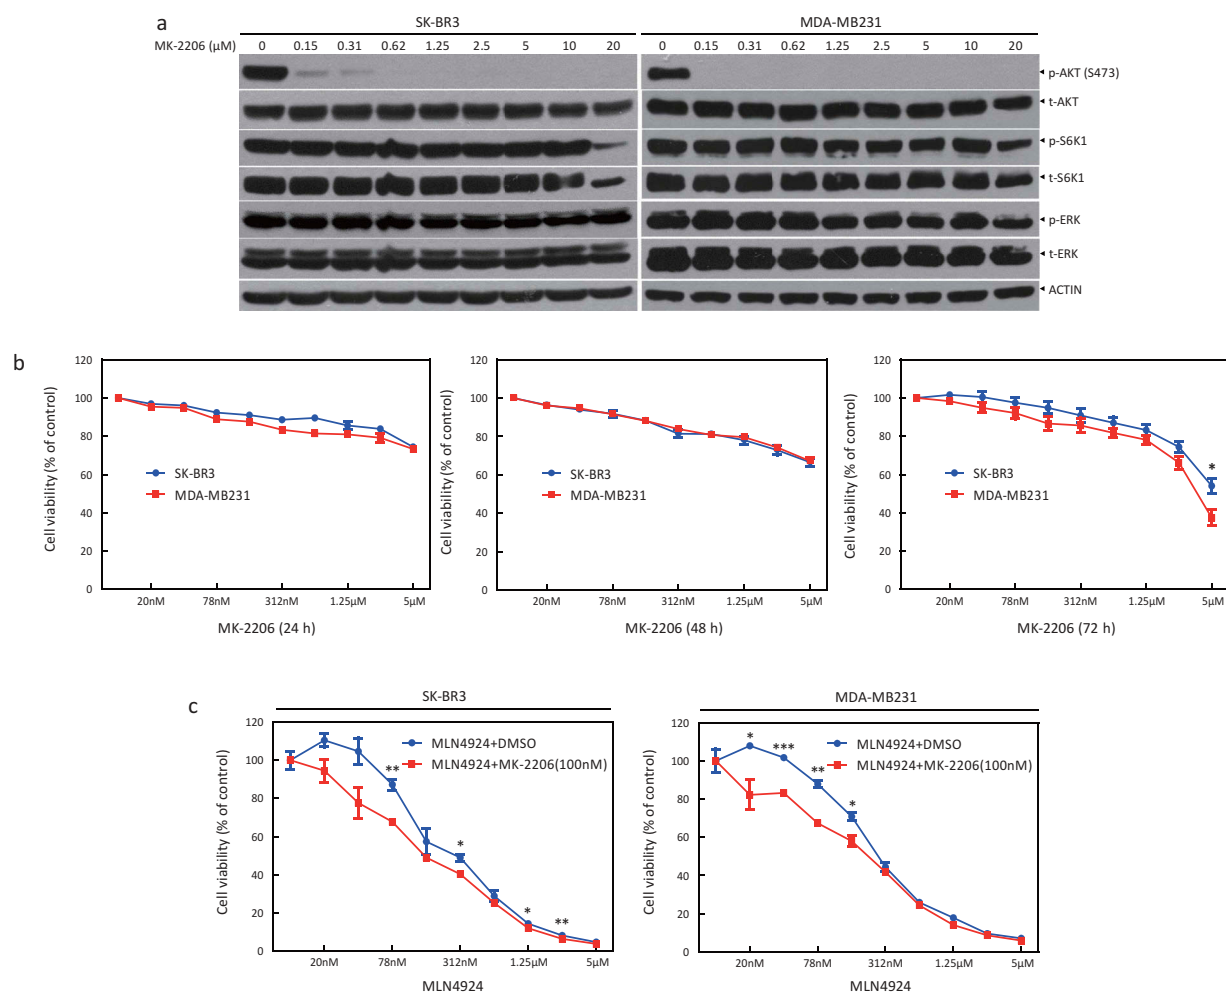 a
SK-BR3 MDA-MB231
MK-2206 (μM) 0 0.15 0.31 0.62 1.25 2.5 5 10 20 0 0.15 0.31 0.62 1.25 2.5 5 10 20
p-AKT (S473)
t-AKT
p-S6K1
t-S6K1
p-ERK
t-ERK
ACTIN
b
Cell viability (% of control)
120
100
80
60
40
20
0
SK-BR3
MDA-MB231
20nM 78nM 312nM 1.25μM 5μM
MK-2206 (24 h)
Cell viability (% of control)
120
100
80
60
40
20
0
SK-BR3
MDA-MB231
20nM 78nM 312nM 1.25μM 5μM
MK-2206 (48 h)
Cell viability (% of control)
120
100
80
60
40
20
0
*
SK-BR3
MDA-MB231
20nM 78nM 312nM 1.25μM 5μM
MK-2206 (72 h)
c
SK-BR3
Cell viability (% of control)
120
100
80
60
40
20
0
MLN4924+DMSO
MLN4924+MK-2206(100nM)
** * * **
20nM 78nM 312nM 1.25μM 5μM
MLN4924
MDA-MB231
Cell viability (% of control)
120
100
80
60
40
20
0
MLN4924+DMSO
MLN4924+MK-2206(100nM)
* *** ** *
20nM 78nM 312nM 1.25μM 5μM
MLN4924